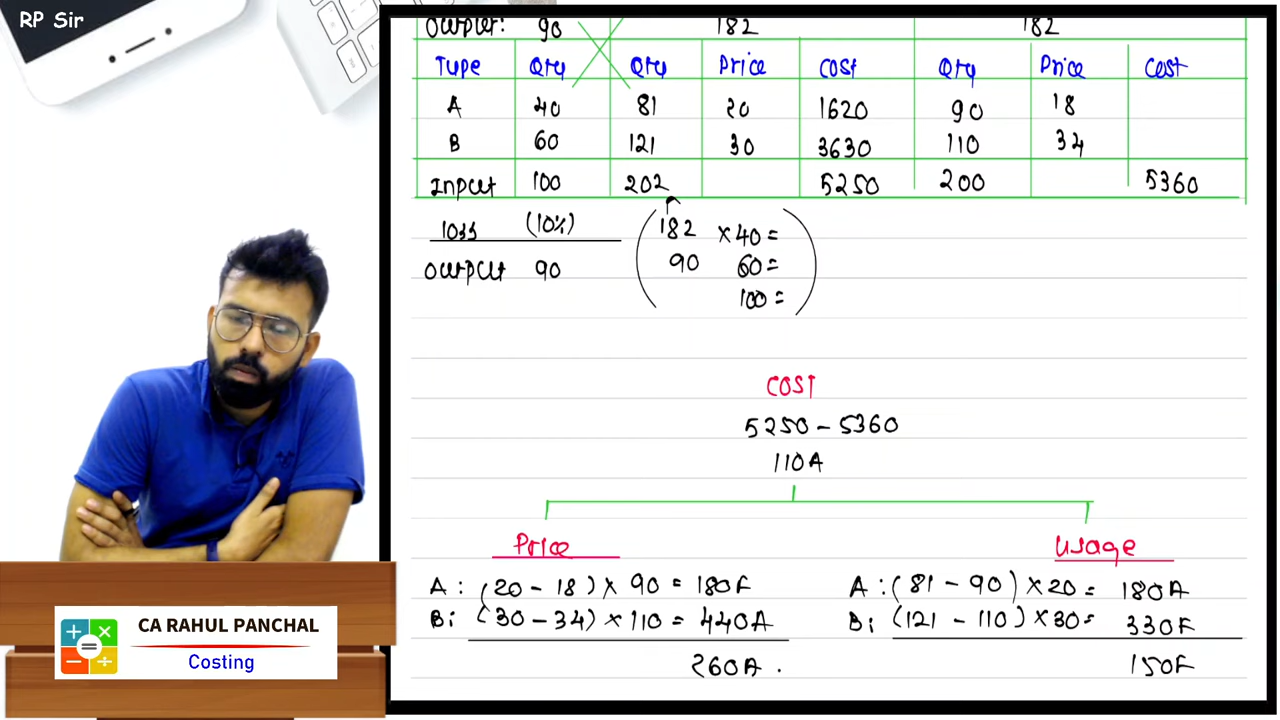 RP Sir
Output: 90 182 182
Type Qty Qty Price Cost Qty Price Cost
A 40 81 20 1620 90 18
B 60 121 30 3630 110 34
Input 100 202 5250 200 5360
loss (10%)
output 90
182 × 40 =
90 60 =
100 =
COST
5250 - 5360
110A
Price
A: (20 - 18) × 90 = 180F
B: (30 - 34) × 110 = 440A
260A.
Usage
A: (81 - 90) × 20 = 180A
B: (121 - 110) × 30 = 330F
150F
CA RAHUL PANCHAL
Costing